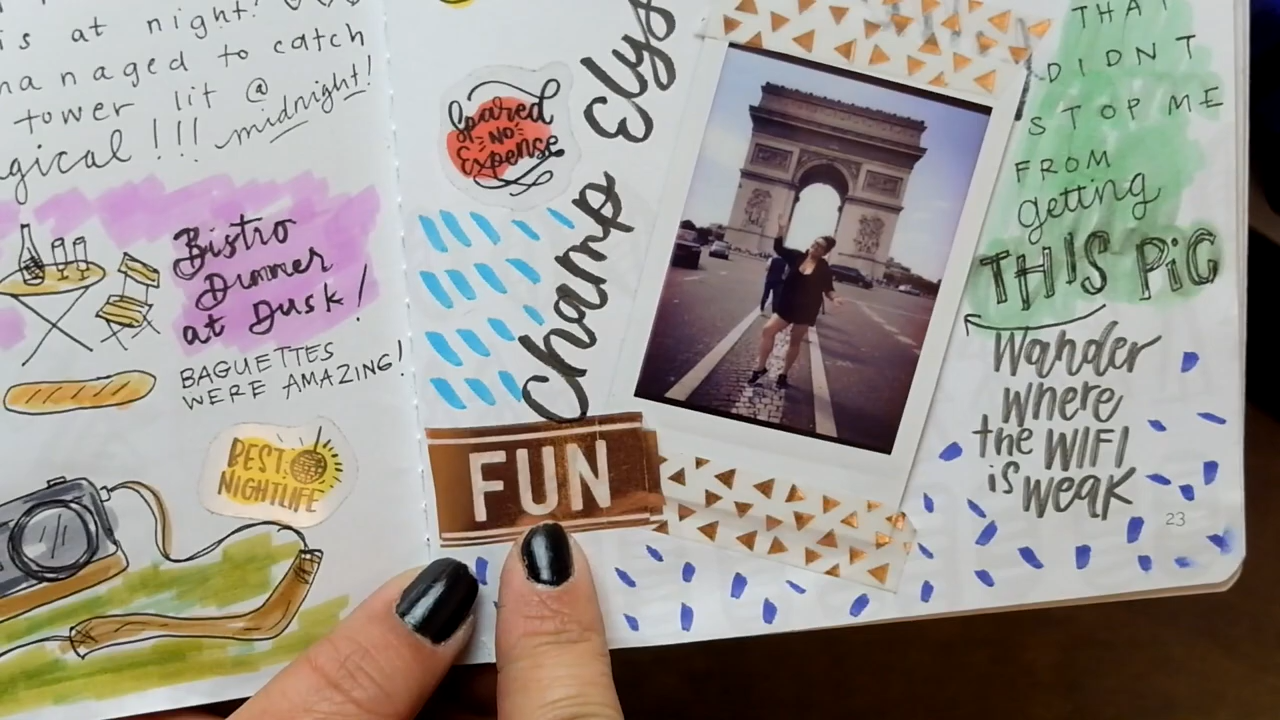 is at night!
managed to catch
tower lit @
midnight!
gical!!!
Bistro
Dinner
at Dusk!
BAGUETTES
WERE AMAZING!
BEST
NIGHTLIFE
Spared
NO
Expense
Champ Elys
FUN
THAT
DIDNT
STOP ME
FROM
getting
THIS PIC
Wander
where
the WIFI
is weak
23